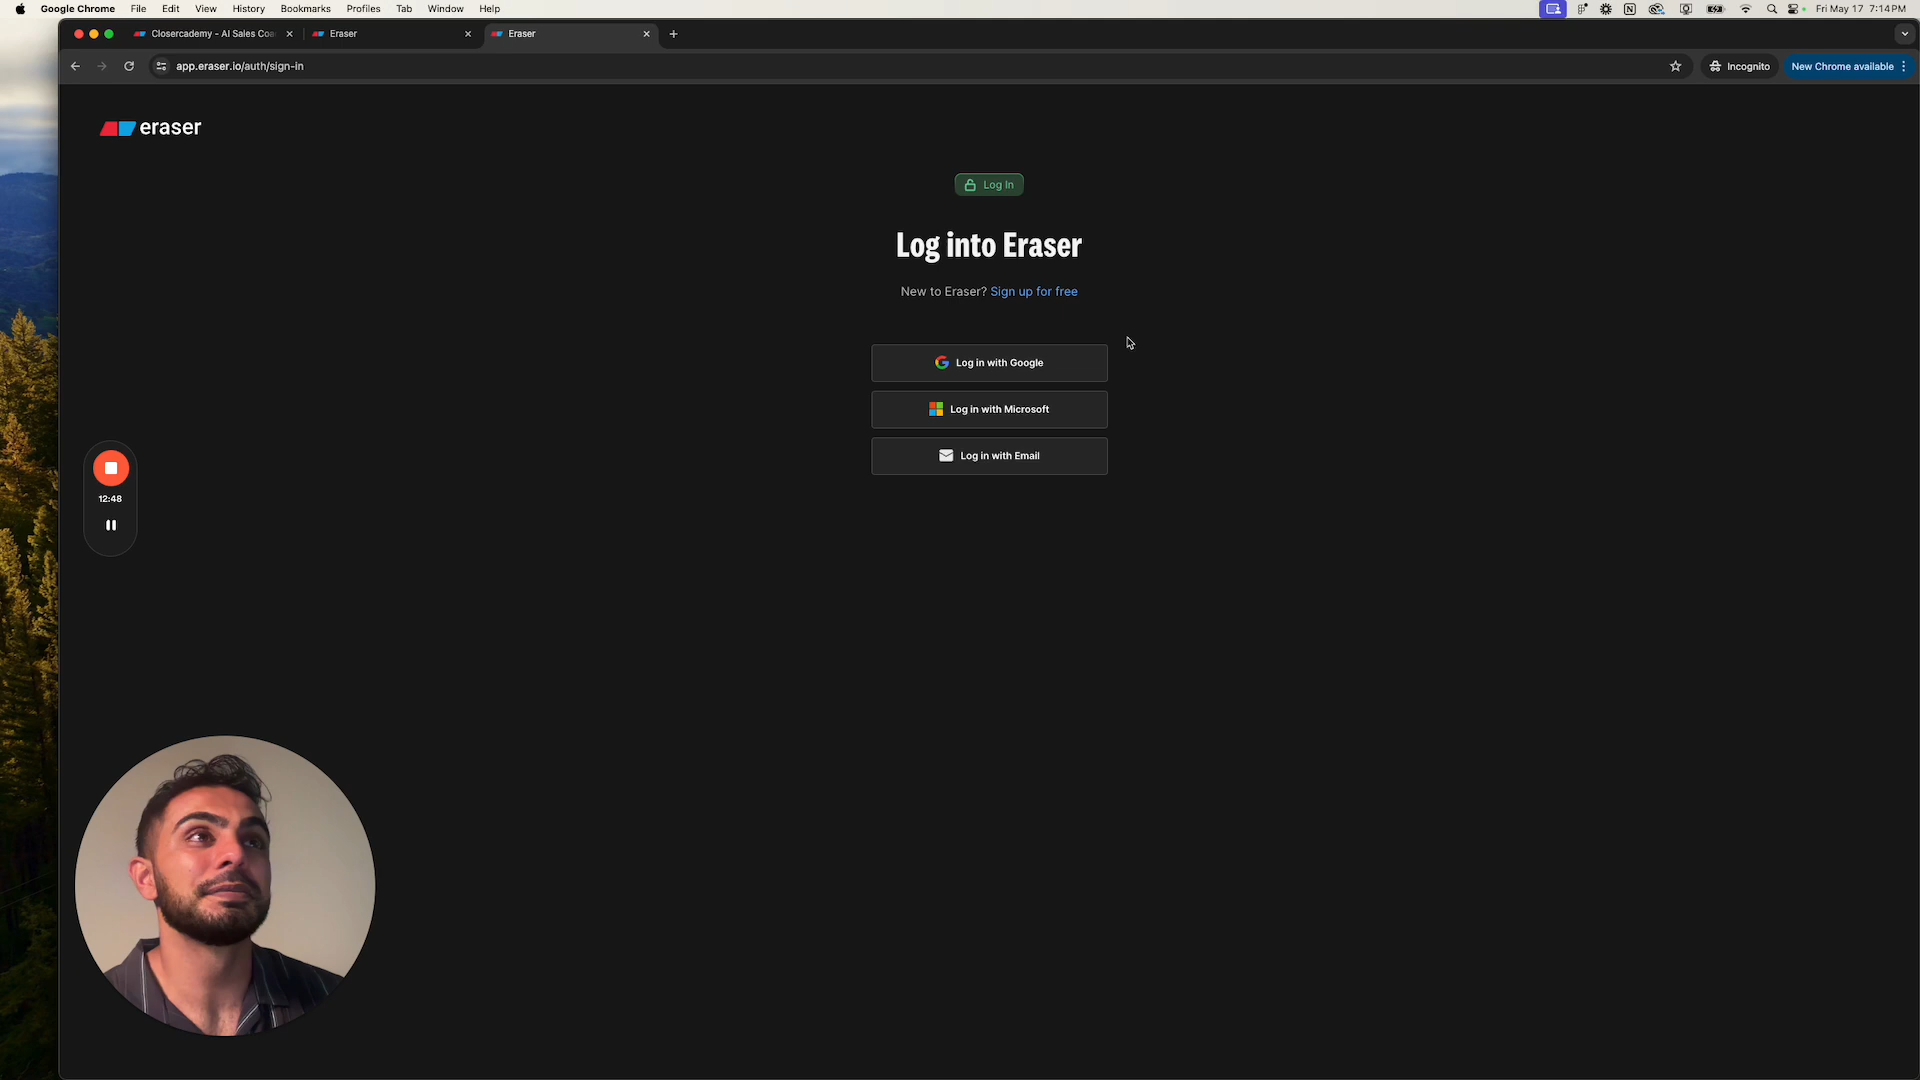 Google Chrome File Edit View History Bookmarks Profiles Tab Window Help Fri May 17 7:14 PM
Closercademy - AI Sales Coa Eraser Eraser
app.eraser.io/auth/sign-in Incognito New Chrome available
eraser
Log In
Log into Eraser
New to Eraser? Sign up for free
Log in with Google
Log in with Microsoft
Log in with Email
12:48